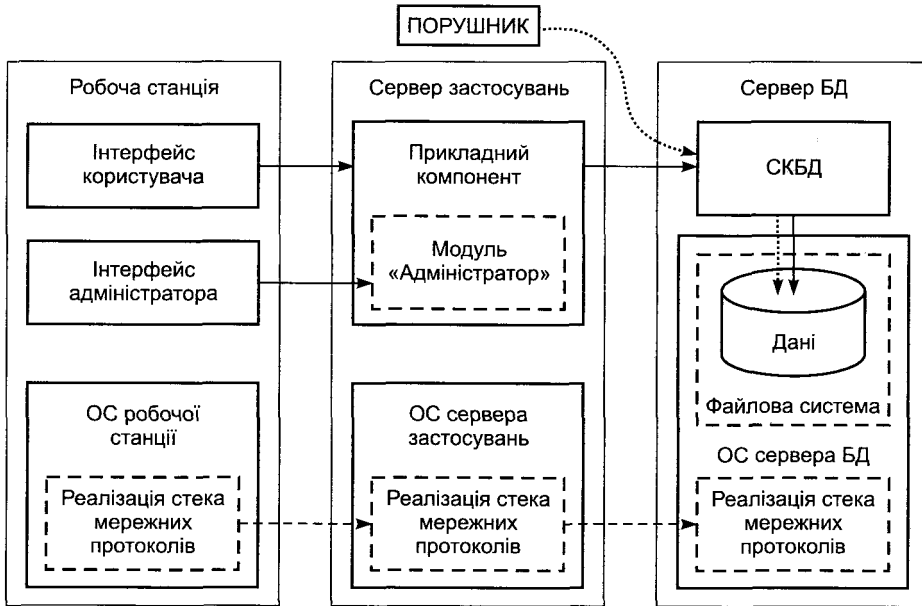 ПОРУШНИК
Робоча станція
Інтерфейс
користувача
Інтерфейс
адміністратора
ОС робочої
станції
Реалізація стека
мережних
протоколів
Сервер застосувань
Прикладний
компонент
Модуль
«Адміністратор»
ОС сервера
застосувань
Реалізація стека
мережних
протоколів
Сервер БД
СКБД
Дані
Файлова система
ОС сервера БД
Реалізація стека
мережних
протоколів